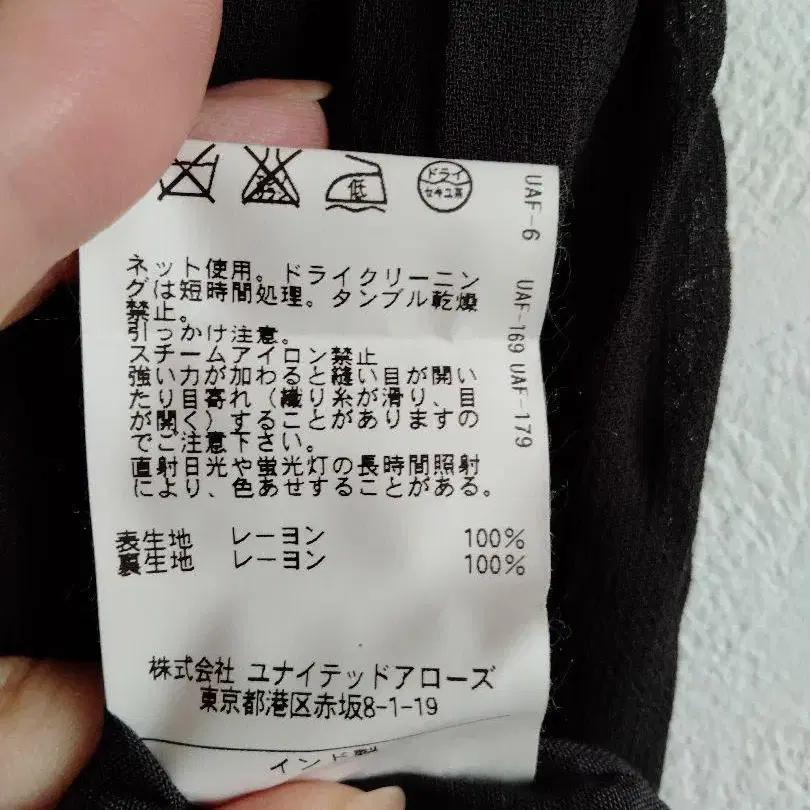 低
ドライ
セキユ系
UAF-6 UAF-169 UAF-179
ネット使用。ドライクリーニン
グは短時間処理。タンブル乾燥
禁止。
引っかけ注意。
スチームアイロン禁止
強い力が加わると縫い目が開い
たり目寄れ（織り糸が滑り、目
が開く）することがありますの
でご注意下さい。
直射日光や蛍光灯の長時間照射
により、色あせすることがある。
表生地 レーヨン 100%
裏生地 レーヨン 100%
株式会社 ユナイテッドアローズ
東京都港区赤坂8-1-19
インド製